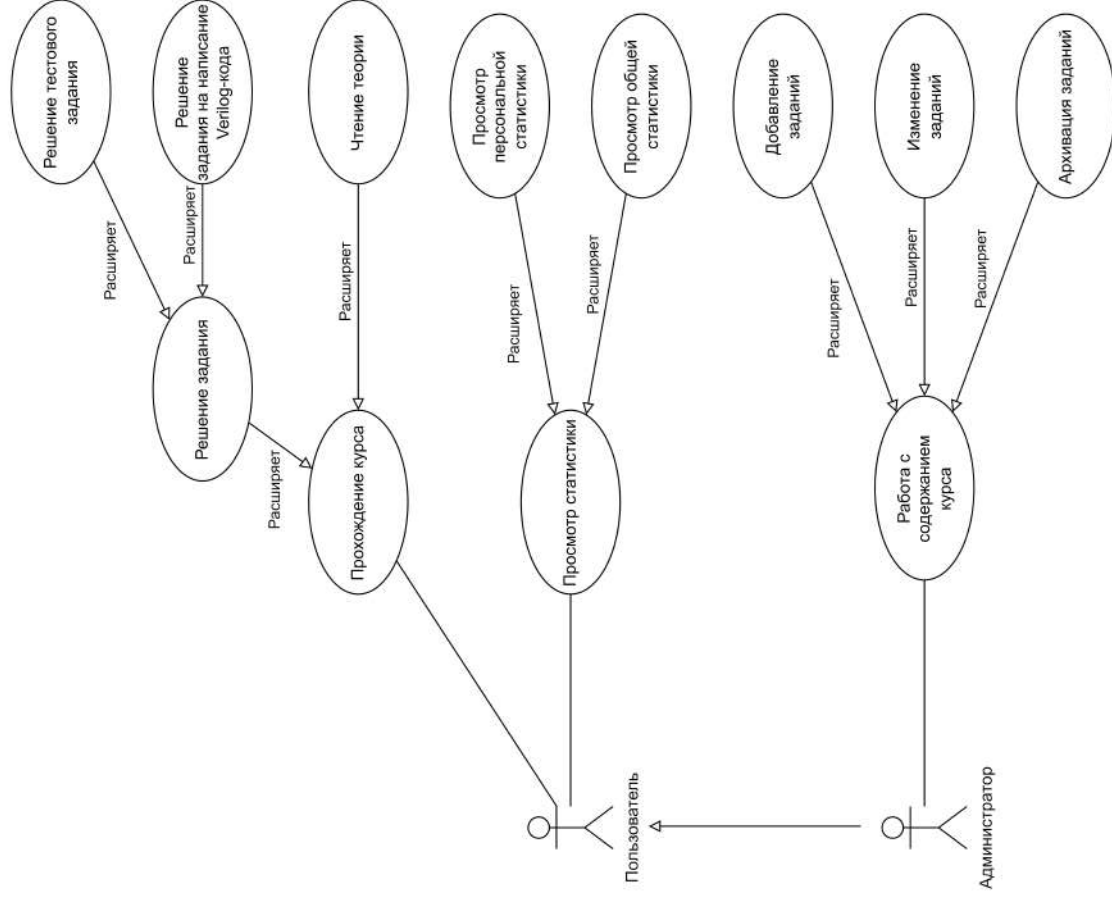 Решение тестового
задания
Расширяет
Решение
задания на написание
Verilog-кода
Расширяет
Решение задания
Расширяет
Чтение теории
Расширяет
Прохождение курса
Просмотр
персональной
статистики
Расширяет
Просмотр общей
статистики
Расширяет
Просмотр статистики
Пользователь
Добавление
заданий
Расширяет
Изменение
заданий
Расширяет
Архивация заданий
Расширяет
Работа с
содержанием
курса
Администратор